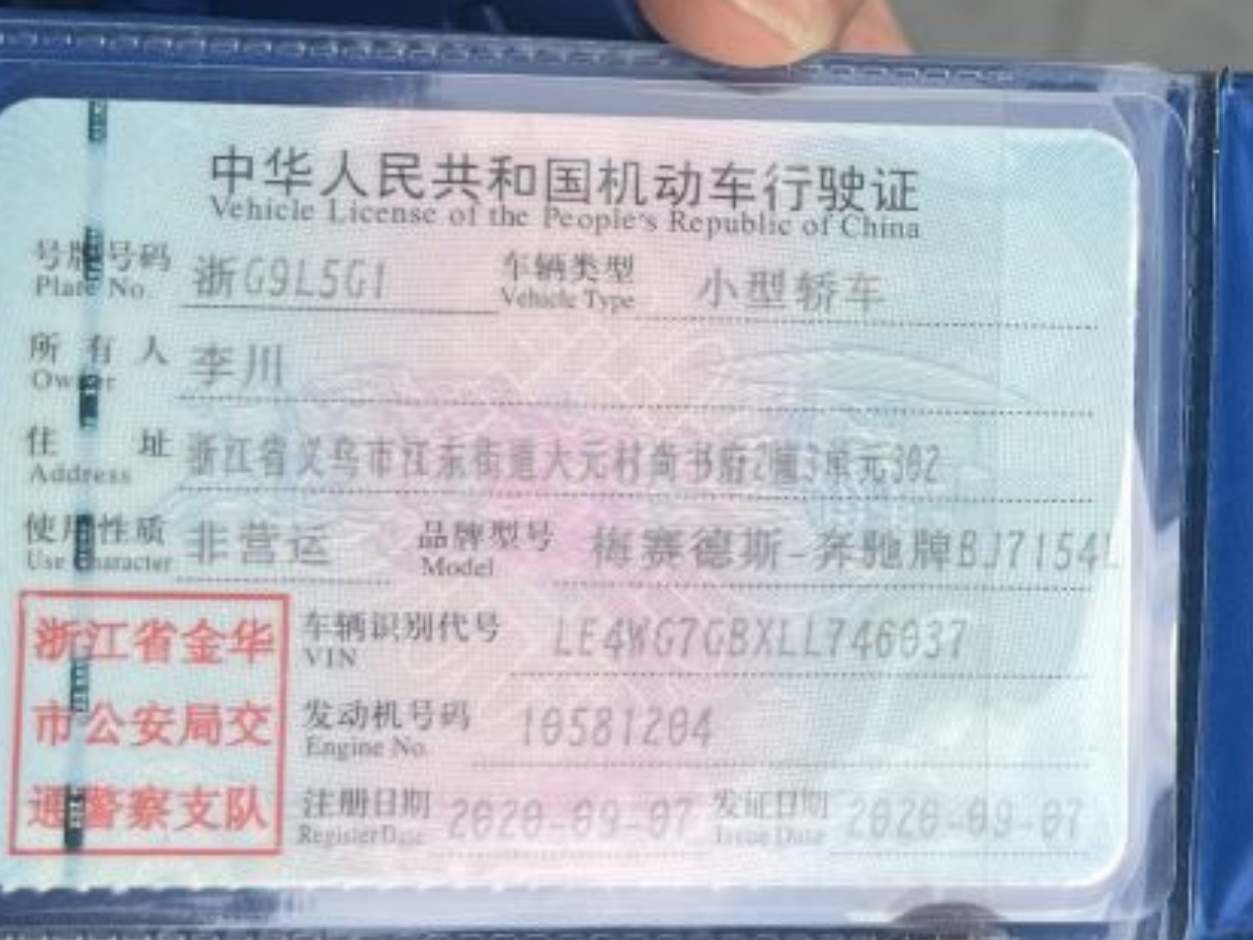 中华人民共和国机动车行驶证
Vehicle License of the People's Republic of China
号牌号码 浙G9L5G1 车辆类型 小型轿车
Plate No. Vehicle Type
所有人 李川
Owner
住址 浙江省义乌市江东街道大元村尚书府2幢3单元302
Address
使用性质 非营运 品牌型号 梅赛德斯-奔驰牌BJ7154L
Use Character Model
浙江省金华
市公安局交
通警察支队
车辆识别代号 LE4WG7GBXLL746037
VIN
发动机号码 10581204
Engine No.
注册日期 2020-09-07 发证日期 2020-09-07
Register Date Issue Date